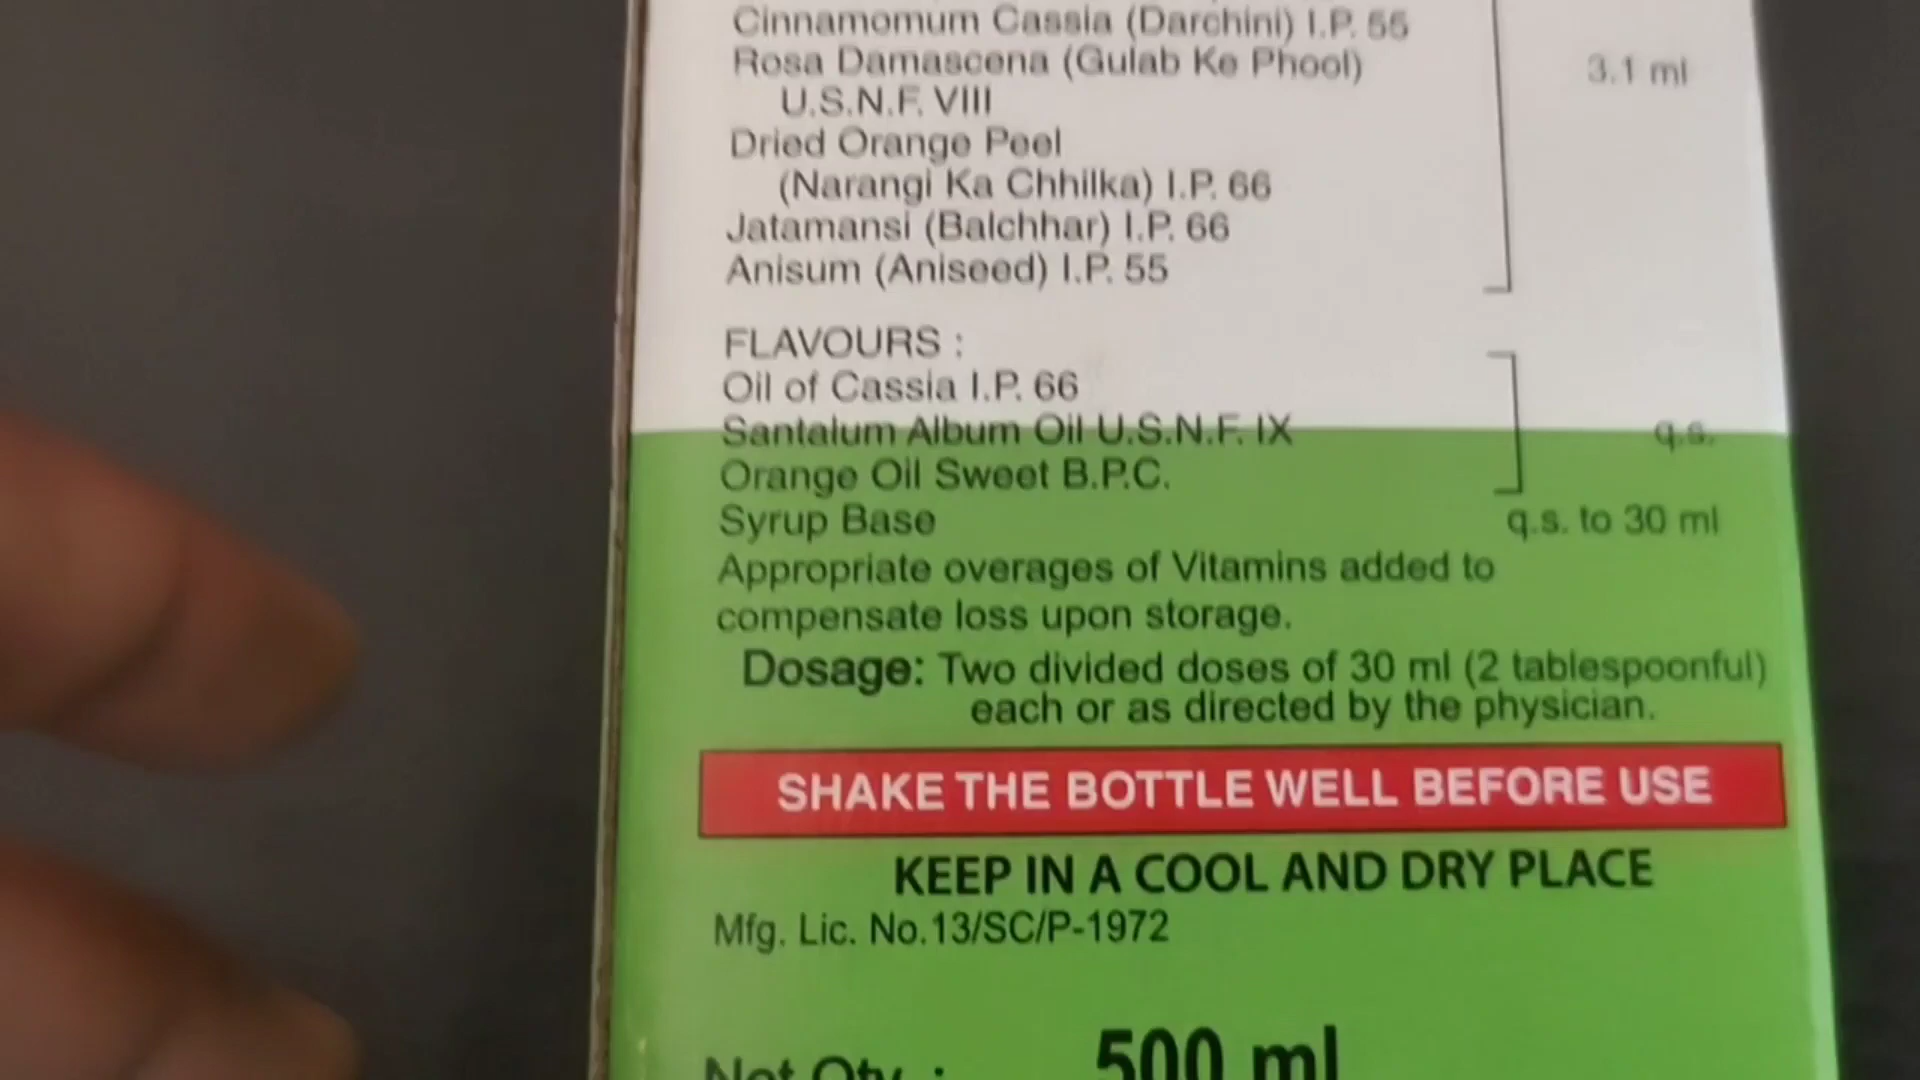 Cinnamomum Cassia (Darchini) I.P. 55
Rosa Damascena (Gulab Ke Phool)
U.S.N.F. VIII
3.1 ml
Dried Orange Peel
(Narangi Ka Chhilka) I.P. 66
Jatamansi (Balchhar) I.P. 66
Anisum (Aniseed) I.P. 55
FLAVOURS :
Oil of Cassia I.P. 66
Santalum Album Oil U.S.N.F. IX q.s.
Orange Oil Sweet B.P.C.
Syrup Base q.s. to 30 ml
Appropriate overages of Vitamins added to
compensate loss upon storage.
Dosage: Two divided doses of 30 ml (2 tablespoonful)
each or as directed by the physician.
SHAKE THE BOTTLE WELL BEFORE USE
KEEP IN A COOL AND DRY PLACE
Mfg. Lic. No.13/SC/P-1972
Net Qty. : 500 ml